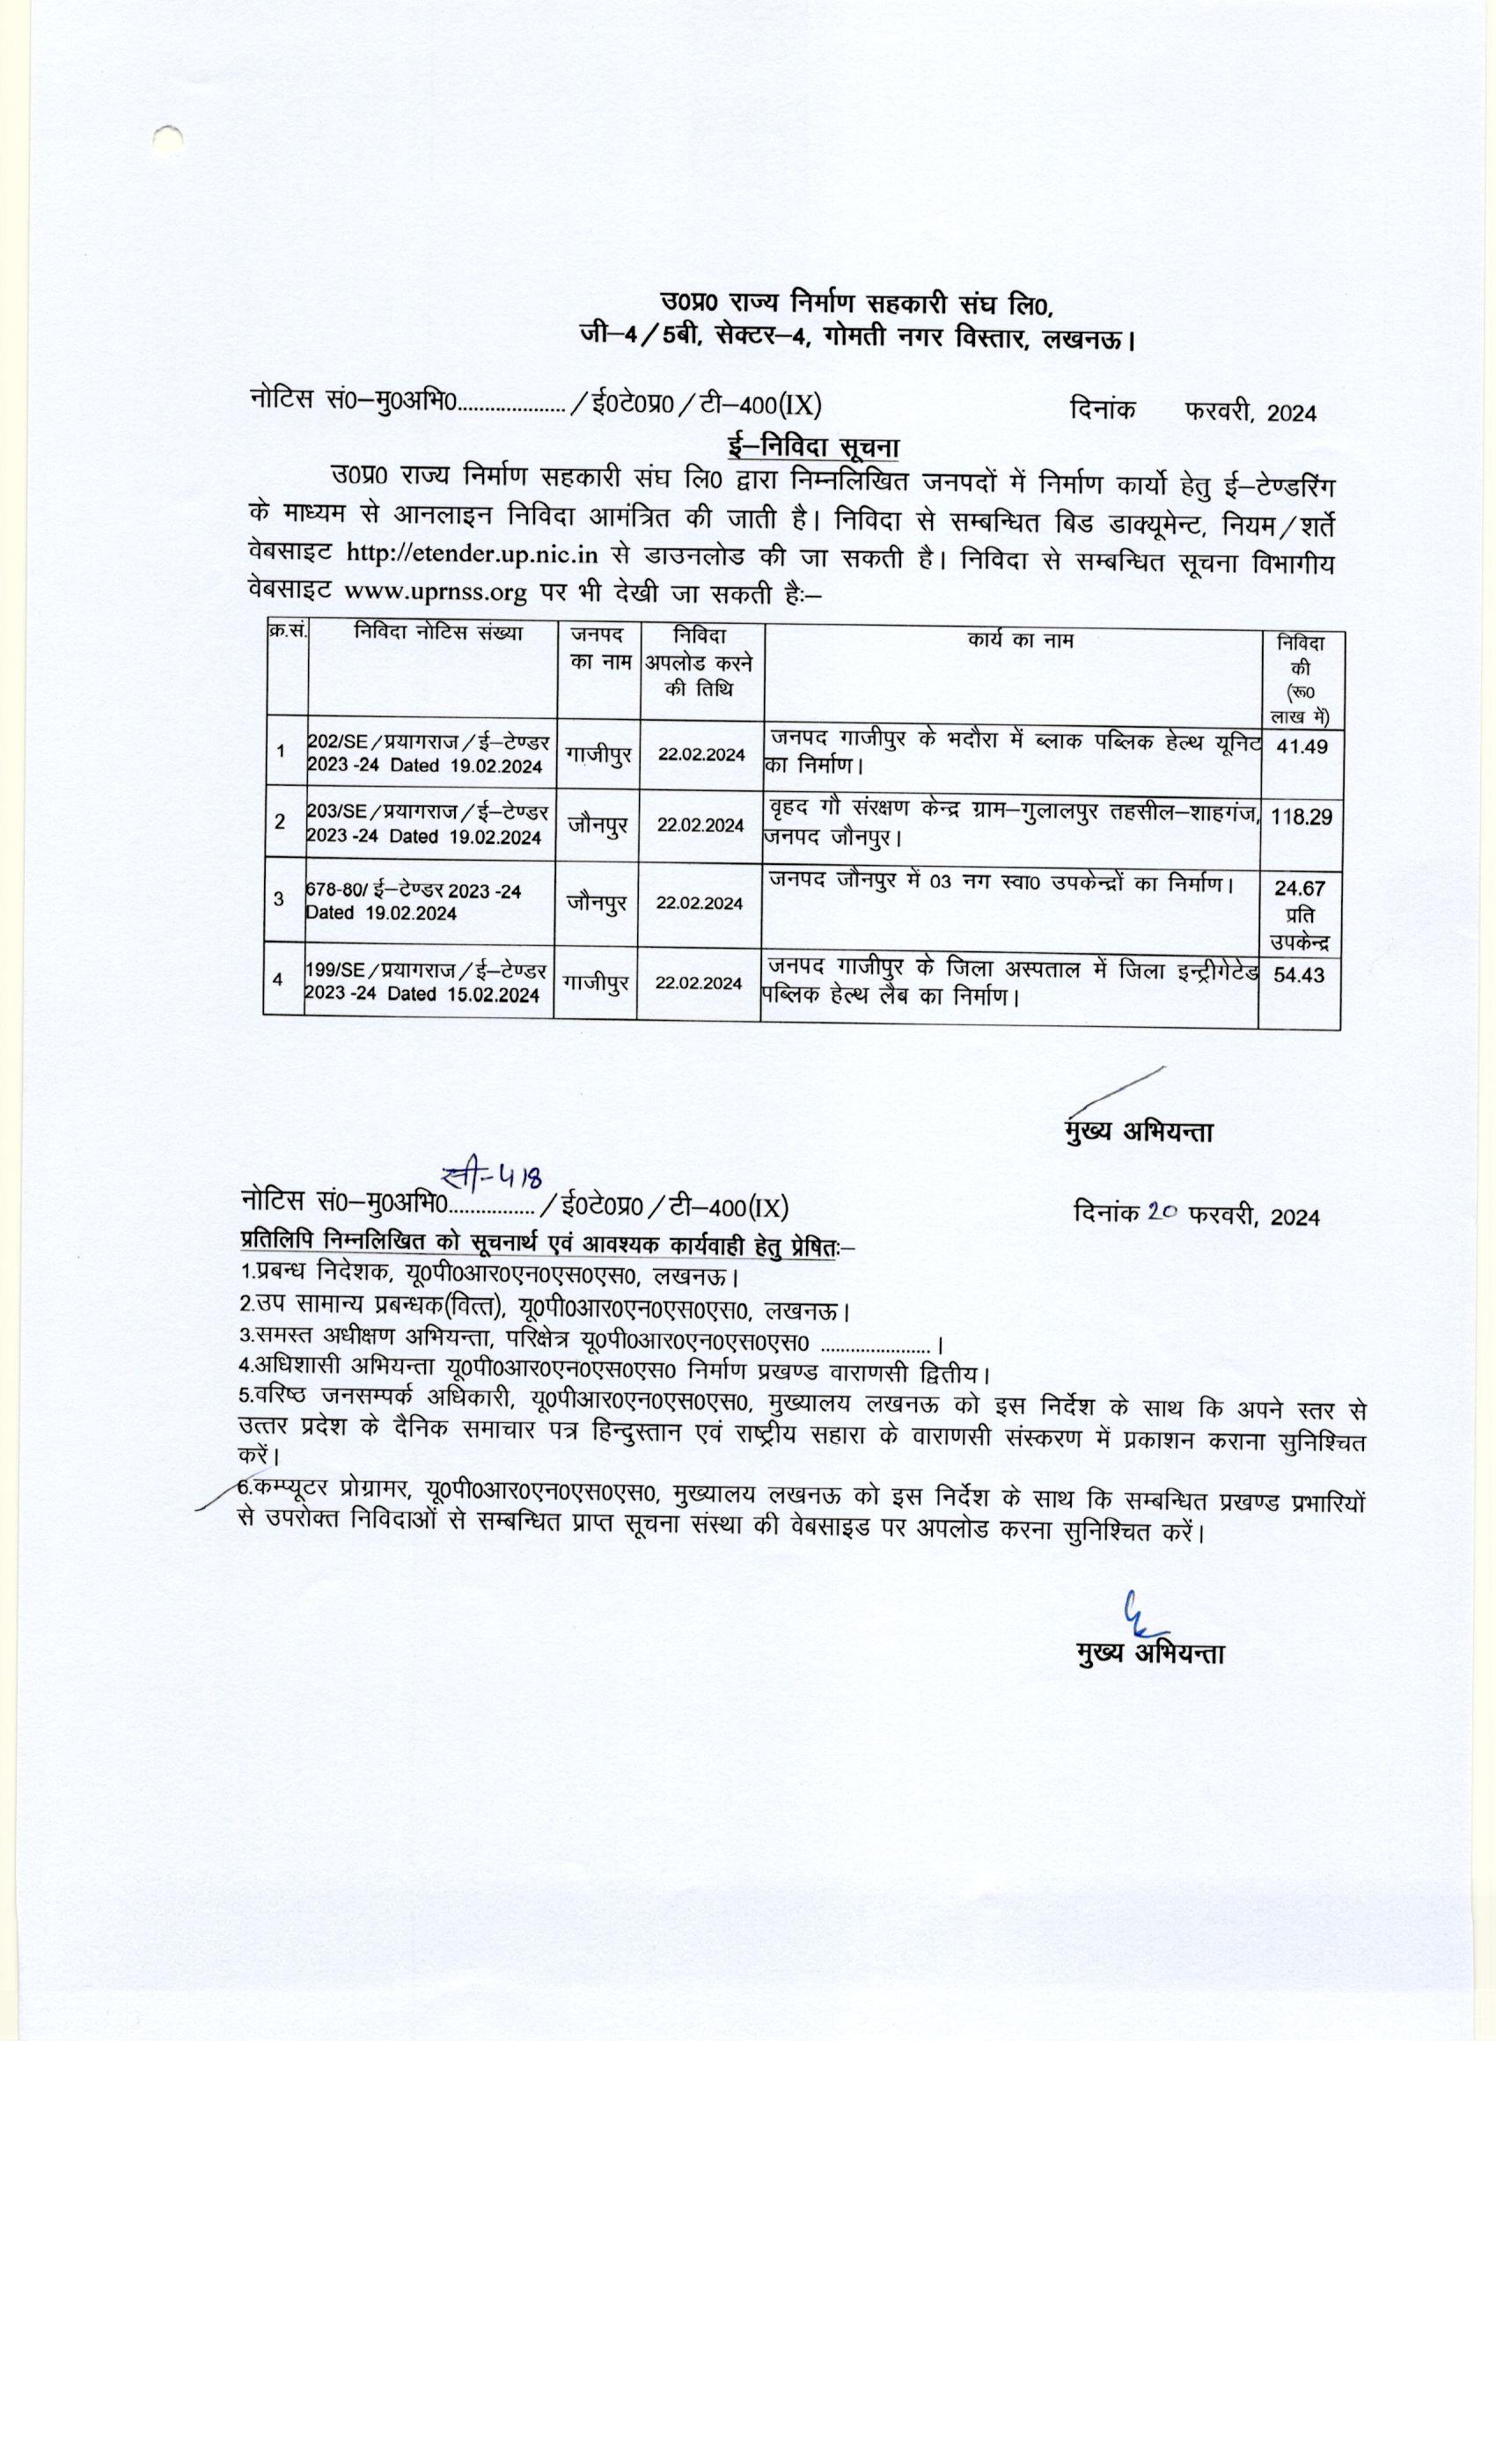 उ0प्र0 राज्य निर्माण सहकारी संघ लि0,
जी–4/5बी, सेक्टर–4, गोमती नगर विस्तार, लखनऊ।
नोटिस सं0–मु0अभि0.................... /ई0टे0प्र0/टी–400(IX) दिनांक फरवरी, 2024
ई–निविदा सूचना
उ0प्र0 राज्य निर्माण सहकारी संघ लि0 द्वारा निम्नलिखित जनपदों में निर्माण कार्यो हेतु ई–टेण्डरिंग
के माध्यम से आनलाइन निविदा आमंत्रित की जाती है। निविदा से सम्बन्धित बिड डाक्यूमेन्ट, नियम/शर्ते
वेबसाइट http://etender.up.nic.in से डाउनलोड की जा सकती है। निविदा से सम्बन्धित सूचना विभागीय
वेबसाइट www.uprnss.org पर भी देखी जा सकती हैः–
क्र.सं. निविदा नोटिस संख्या जनपद का नाम निविदा अपलोड करने की तिथि कार्य का नाम निविदा की (रू0 लाख में)
1 202/SE/प्रयागराज/ई–टेण्डर 2023 -24 Dated 19.02.2024 गाजीपुर 22.02.2024 जनपद गाजीपुर के भदौरा में ब्लाक पब्लिक हेल्थ यूनिट का निर्माण। 41.49
2 203/SE/प्रयागराज/ई–टेण्डर 2023 -24 Dated 19.02.2024 जौनपुर 22.02.2024 वृहद गौ संरक्षण केन्द्र ग्राम–गुलालपुर तहसील–शाहगंज, जनपद जौनपुर। 118.29
3 678-80/ ई–टेण्डर 2023 -24 Dated 19.02.2024 जौनपुर 22.02.2024 जनपद जौनपुर में 03 नग स्वा0 उपकेन्द्रों का निर्माण। 24.67 प्रति उपकेन्द्र
4 199/SE/प्रयागराज/ई–टेण्डर 2023 -24 Dated 15.02.2024 गाजीपुर 22.02.2024 जनपद गाजीपुर के जिला अस्पताल में जिला इन्ट्रीगेटेड पब्लिक हेल्थ लैब का निर्माण। 54.43
मुख्य अभियन्ता
सी-418
नोटिस सं0–मु0अभि0................ /ई0टे0प्र0/टी–400(IX) दिनांक 20 फरवरी, 2024
प्रतिलिपि निम्नलिखित को सूचनार्थ एवं आवश्यक कार्यवाही हेतु प्रेषितः–
1.प्रबन्ध निदेशक, यू0पी0आर0एन0एस0एस0, लखनऊ।
2.उप सामान्य प्रबन्धक(वित्त), यू0पी0आर0एन0एस0एस0, लखनऊ।
3.समस्त अधीक्षण अभियन्ता, परिक्षेत्र यू0पी0आर0एन0एस0एस0 .....................।
4.अधिशासी अभियन्ता यू0पी0आर0एन0एस0एस0 निर्माण प्रखण्ड वाराणसी द्वितीय।
5.वरिष्ठ जनसम्पर्क अधिकारी, यू0पीआर0एन0एस0एस0, मुख्यालय लखनऊ को इस निर्देश के साथ कि अपने स्तर से
उत्तर प्रदेश के दैनिक समाचार पत्र हिन्दुस्तान एवं राष्ट्रीय सहारा के वाराणसी संस्करण में प्रकाशन कराना सुनिश्चित
करें।
6.कम्प्यूटर प्रोग्रामर, यू0पी0आर0एन0एस0एस0, मुख्यालय लखनऊ को इस निर्देश के साथ कि सम्बन्धित प्रखण्ड प्रभारियों
से उपरोक्त निविदाओं से सम्बन्धित प्राप्त सूचना संस्था की वेबसाइड पर अपलोड करना सुनिश्चित करें।
मुख्य अभियन्ता